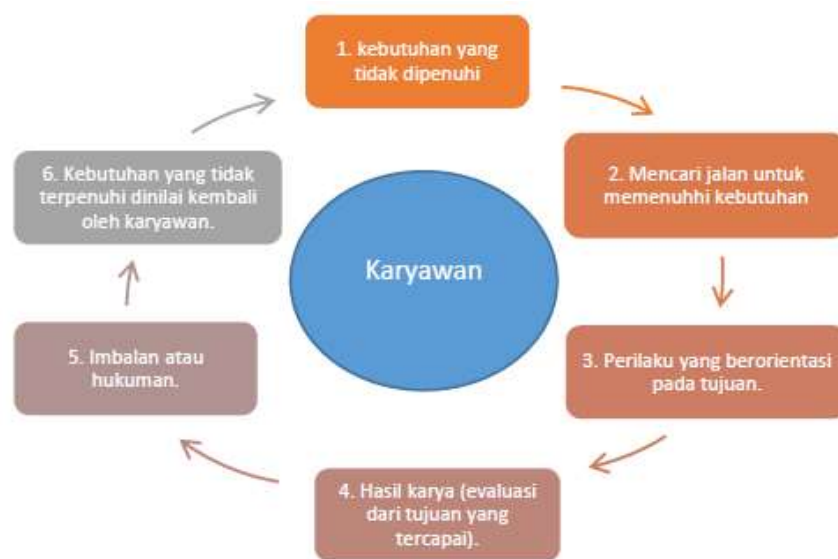 1. kebutuhan yang
tidak dipenuhi
2. Mencari jalan untuk
memenuhhi kebutuhan
3. Perilaku yang berorientasi
pada tujuan.
4. Hasil karya (evaluasi
dari tujuan yang
tercapai).
5. Imbalan atau
hukuman.
6. Kebutuhan yang tidak
terpenuhi dinilai kembali
oleh karyawan.
Karyawan